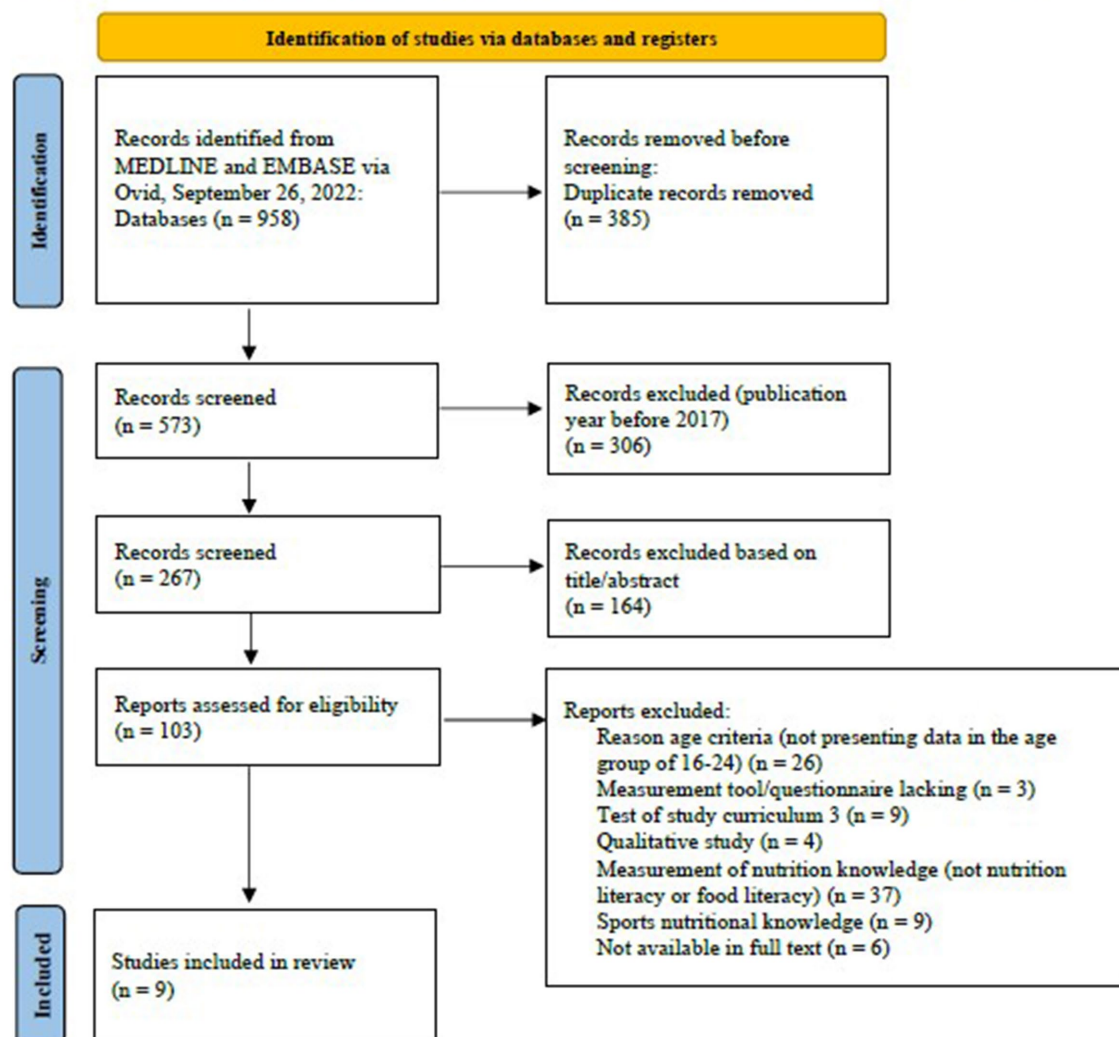 Identification of studies via databases and registers
Identification
Records identified from
MEDLINE and EMBASE via
Ovid, September 26, 2022:
Databases (n = 958)
Records removed before
screening:
Duplicate records removed
(n = 385)
Screening
Records screened
(n = 573)
Records excluded (publication
year before 2017)
(n = 306)
Records screened
(n = 267)
Records excluded based on
title/abstract
(n = 164)
Reports assessed for eligibility
(n = 103)
Reports excluded:
Reason age criteria (not presenting data in the age
group of 16-24) (n = 26)
Measurement tool/questionnaire lacking (n = 3)
Test of study curriculum 3 (n = 9)
Qualitative study (n = 4)
Measurement of nutrition knowledge (not nutrition
literacy or food literacy) (n = 37)
Sports nutritional knowledge (n = 9)
Not available in full text (n = 6)
Included
Studies included in review
(n = 9)